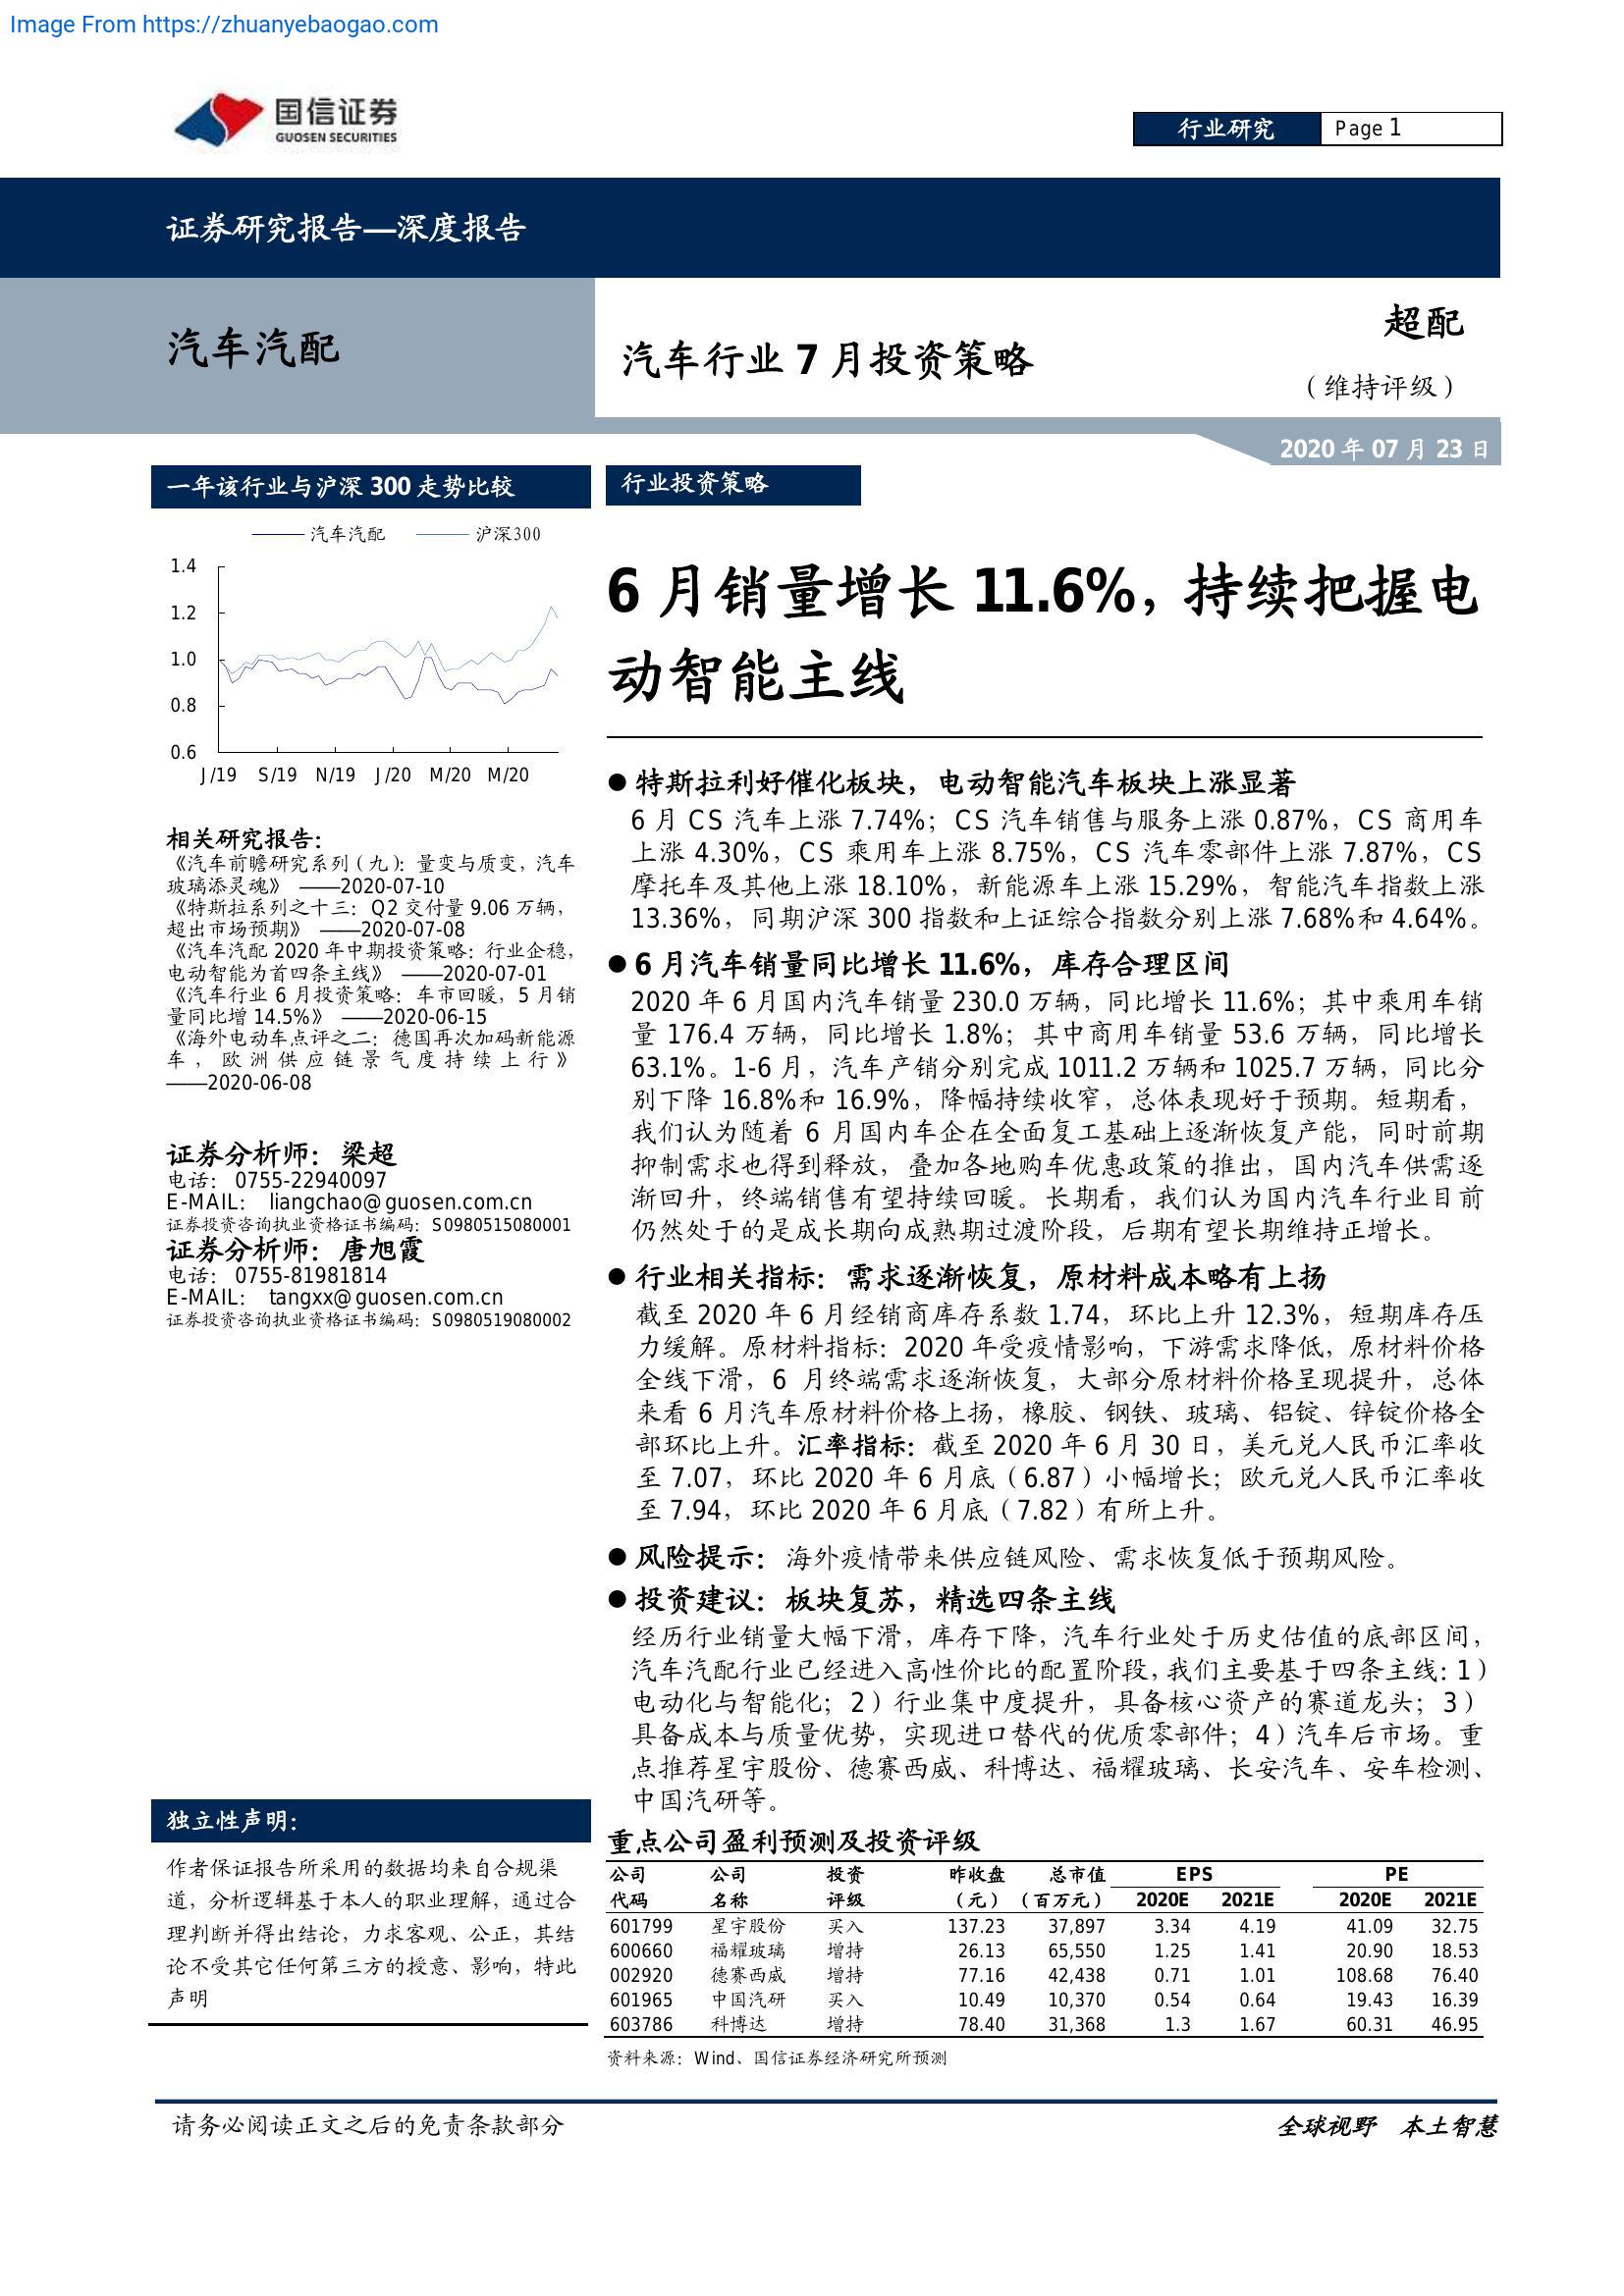 Image From https://zhuanyebaogao.com
国信证券
GUOSEN SECURITIES
行业研究
Page 1
证券研究报告—深度报告
汽车汽配
汽车行业 7 月投资策略
超配
（维持评级）
2020 年 07 月 23 日
一年该行业与沪深 300 走势比较
汽车汽配 沪深300
1.4
1.2
1.0
0.8
0.6
J/19 S/19 N/19 J/20 M/20 M/20
相关研究报告：
《汽车前瞻研究系列（九）：量变与质变，汽车
玻璃添灵魂》 ——2020-07-10
《特斯拉系列之十三：Q2 交付量 9.06 万辆，
超出市场预期》 ——2020-07-08
《汽车汽配 2020 年中期投资策略：行业企稳，
电动智能为首四条主线》 ——2020-07-01
《汽车行业 6 月投资策略：车市回暖，5 月销
量同比增 14.5%》 ——2020-06-15
《海外电动车点评之二：德国再次加码新能源
车，欧洲供应链景气度持续上行》
——2020-06-08
证券分析师：梁超
电话： 0755-22940097
E-MAIL： liangchao@guosen.com.cn
证券投资咨询执业资格证书编码：S0980515080001
证券分析师：唐旭霞
电话： 0755-81981814
E-MAIL： tangxx@guosen.com.cn
证券投资咨询执业资格证书编码：S0980519080002
独立性声明：
作者保证报告所采用的数据均来自合规渠
道，分析逻辑基于本人的职业理解，通过合
理判断并得出结论，力求客观、公正，其结
论不受其它任何第三方的授意、影响，特此
声明
行业投资策略
6 月销量增长 11.6%，持续把握电
动智能主线
● 特斯拉利好催化板块，电动智能汽车板块上涨显著
6 月 CS 汽车上涨 7.74%；CS 汽车销售与服务上涨 0.87%，CS 商用车
上涨 4.30%，CS 乘用车上涨 8.75%，CS 汽车零部件上涨 7.87%，CS
摩托车及其他上涨 18.10%，新能源车上涨 15.29%，智能汽车指数上涨
13.36%，同期沪深 300 指数和上证综合指数分别上涨 7.68%和 4.64%。
● 6 月汽车销量同比增长 11.6%，库存合理区间
2020 年 6 月国内汽车销量 230.0 万辆，同比增长 11.6%；其中乘用车销
量 176.4 万辆，同比增长 1.8%；其中商用车销量 53.6 万辆，同比增长
63.1%。1-6 月，汽车产销分别完成 1011.2 万辆和 1025.7 万辆，同比分
别下降 16.8%和 16.9%，降幅持续收窄，总体表现好于预期。短期看，
我们认为随着 6 月国内车企在全面复工基础上逐渐恢复产能，同时前期
抑制需求也得到释放，叠加各地购车优惠政策的推出，国内汽车供需逐
渐回升，终端销售有望持续回暖。长期看，我们认为国内汽车行业目前
仍然处于的是成长期向成熟期过渡阶段，后期有望长期维持正增长。
● 行业相关指标：需求逐渐恢复，原材料成本略有上扬
截至 2020 年 6 月经销商库存系数 1.74，环比上升 12.3%，短期库存压
力缓解。原材料指标：2020 年受疫情影响，下游需求降低，原材料价格
全线下滑，6 月终端需求逐渐恢复，大部分原材料价格呈现提升，总体
来看 6 月汽车原材料价格上扬，橡胶、钢铁、玻璃、铝锭、锌锭价格全
部环比上升。汇率指标：截至 2020 年 6 月 30 日，美元兑人民币汇率收
至 7.07，环比 2020 年 6 月底（6.87）小幅增长；欧元兑人民币汇率收
至 7.94，环比 2020 年 6 月底（7.82）有所上升。
● 风险提示：海外疫情带来供应链风险、需求恢复低于预期风险。
● 投资建议：板块复苏，精选四条主线
经历行业销量大幅下滑，库存下降，汽车行业处于历史估值的底部区间，
汽车汽配行业已经进入高性价比的配置阶段，我们主要基于四条主线：1）
电动化与智能化；2）行业集中度提升，具备核心资产的赛道龙头；3）
具备成本与质量优势，实现进口替代的优质零部件；4）汽车后市场。重
点推荐星宇股份、德赛西威、科博达、福耀玻璃、长安汽车、安车检测、
中国汽研等。
重点公司盈利预测及投资评级
公司 公司 投资 昨收盘 总市值 EPS PE
代码 名称 评级 （元） （百万元） 2020E 2021E 2020E 2021E
601799 星宇股份 买入 137.23 37,897 3.34 4.19 41.09 32.75
600660 福耀玻璃 增持 26.13 65,550 1.25 1.41 20.90 18.53
002920 德赛西威 增持 77.16 42,438 0.71 1.01 108.68 76.40
601965 中国汽研 买入 10.49 10,370 0.54 0.64 19.43 16.39
603786 科博达 增持 78.40 31,368 1.3 1.67 60.31 46.95
资料来源：Wind、国信证券经济研究所预测
请务必阅读正文之后的免责条款部分
全球视野 本土智慧